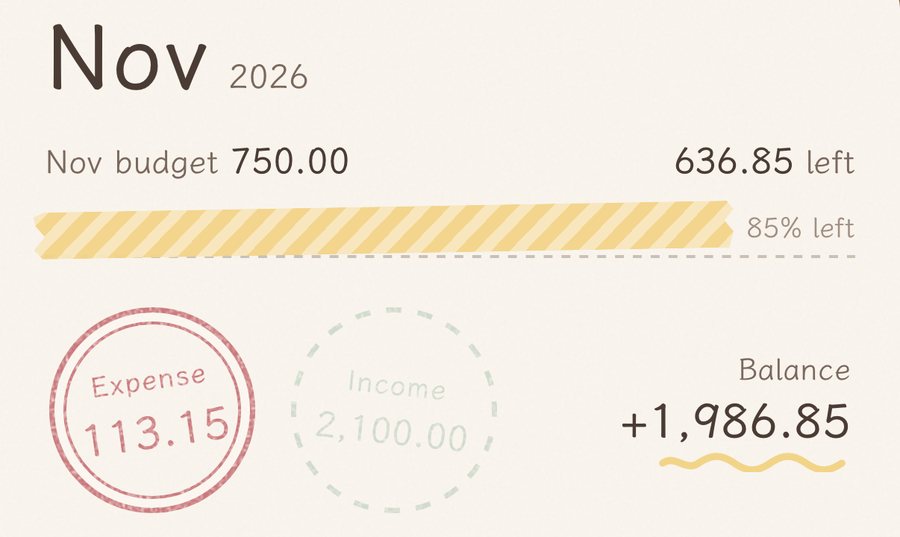 Nov 2026
Nov budget 750.00 636.85 left
85% left
Expense
113.15
Income
2,100.00
Balance
+1,986.85